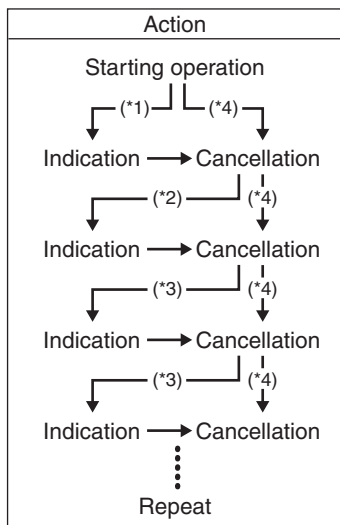 Action
Starting operation
(*1) (*4)
Indication Cancellation
(*2) (*4)
Indication Cancellation
(*3) (*4)
Indication Cancellation
(*3) (*4)
Indication Cancellation
Repeat